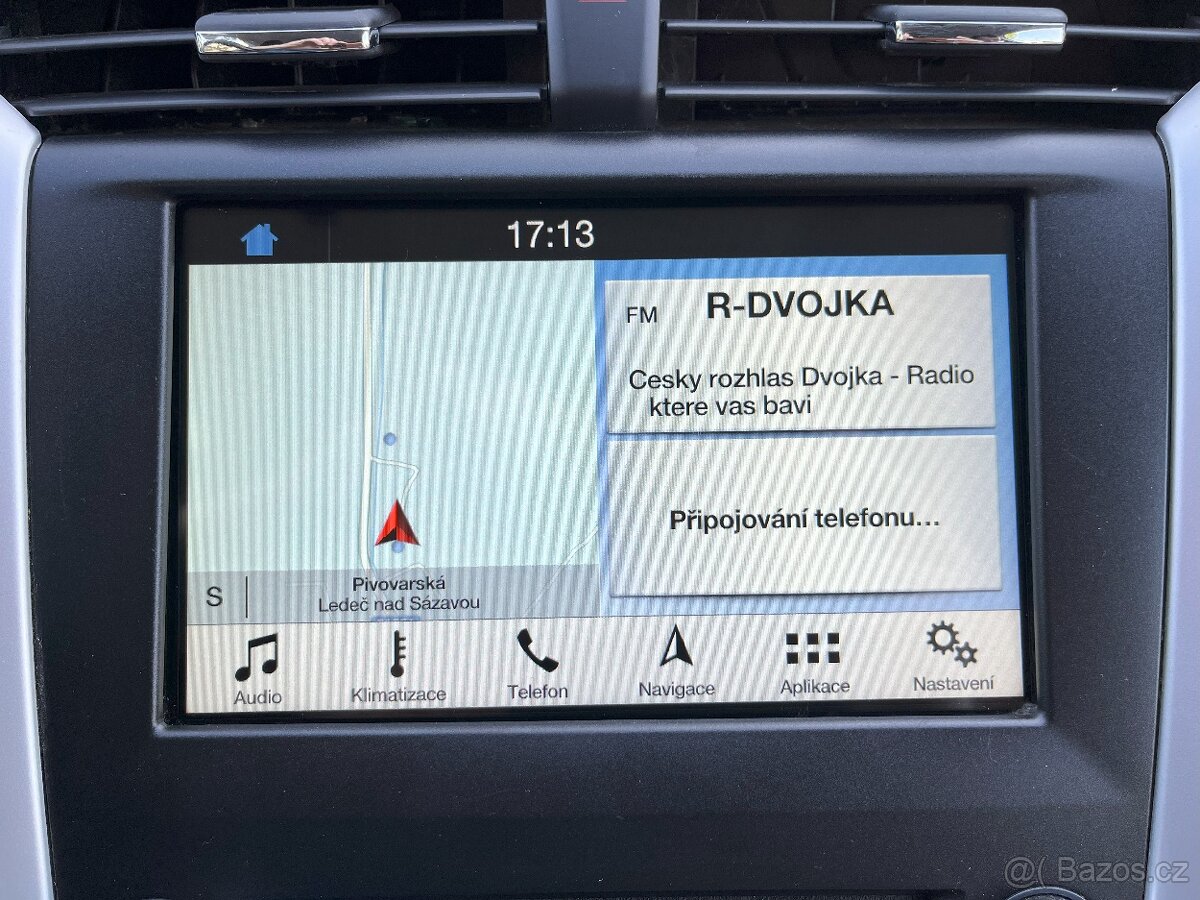 17:13
FM R-DVOJKA
Cesky rozhlas Dvojka - Radio
ktere vas bavi
Připojování telefonu...
S
Pivovarská
Ledeč nad Sázavou
Audio Klimatizace Telefon Navigace Aplikace Nastavení
@( Bazos.cz